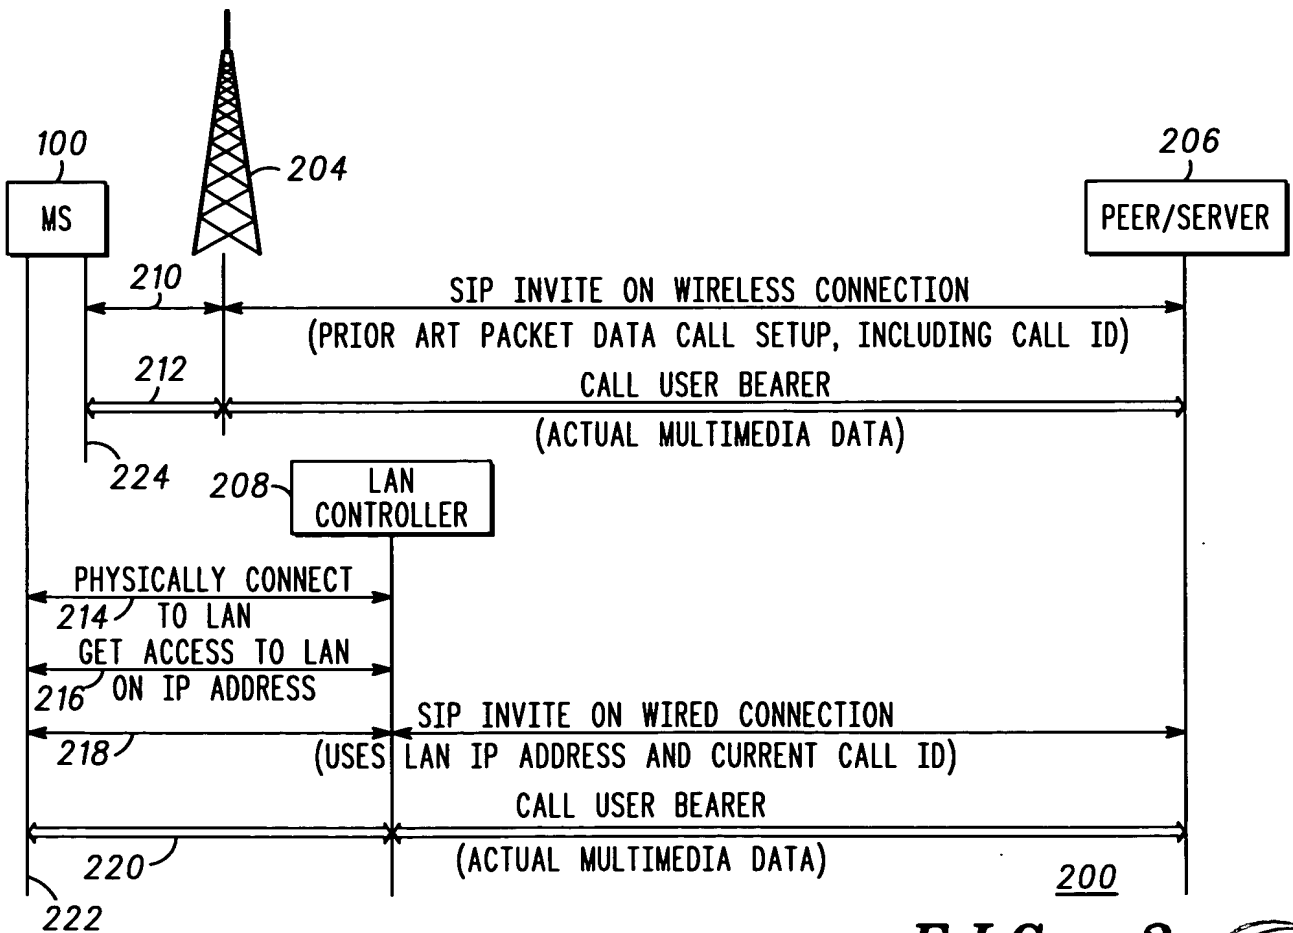 100
204
206
MS
PEER/SERVER
210
SIP INVITE ON WIRELESS CONNECTION
(PRIOR ART PACKET DATA CALL SETUP, INCLUDING CALL ID)
212
CALL USER BEARER
(ACTUAL MULTIMEDIA DATA)
224
208
LAN
CONTROLLER
PHYSICALLY CONNECT
214 TO LAN
GET ACCESS TO LAN
216 ON IP ADDRESS
SIP INVITE ON WIRED CONNECTION
218
(USES LAN IP ADDRESS AND CURRENT CALL ID)
CALL USER BEARER
220
(ACTUAL MULTIMEDIA DATA)
200
222